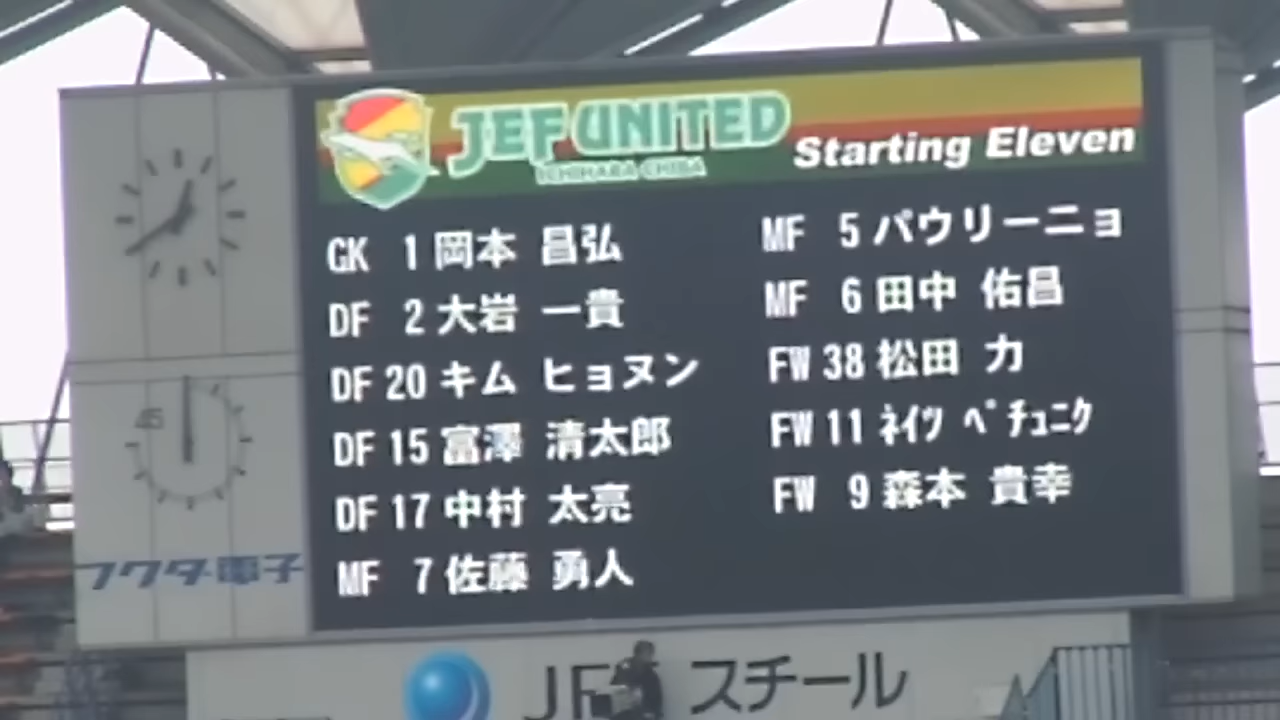 JEF UNITED
ICHIHARA CHIBA
Starting Eleven
GK 1 岡本 昌弘
DF 2 大岩 一貴
DF 20 キム ヒョヌン
DF 15 富澤 清太郎
DF 17 中村 太亮
MF 7 佐藤 勇人
MF 5 パウリーニョ
MF 6 田中 佑昌
FW 38 松田 力
FW 11 ﾈｲﾂ ﾍﾟﾁｭﾆｸ
FW 9 森本 貴幸
45
フクダ電子
JFE スチール